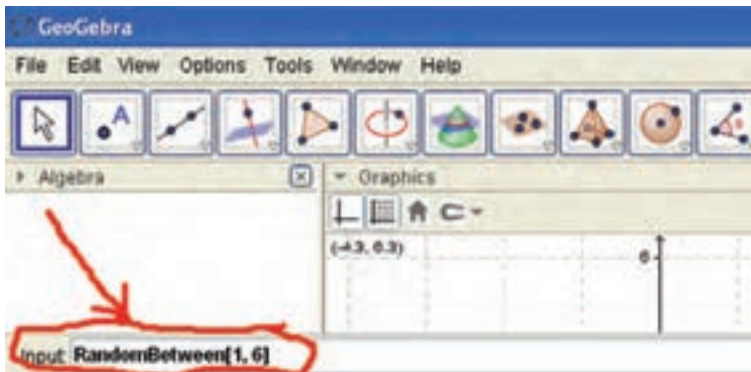 GeoGebra
File Edit View Options Tools Window Help
A
Algebra
Graphics
(-4.3, 6.3)
6
Input: RandomBetween[1, 6]